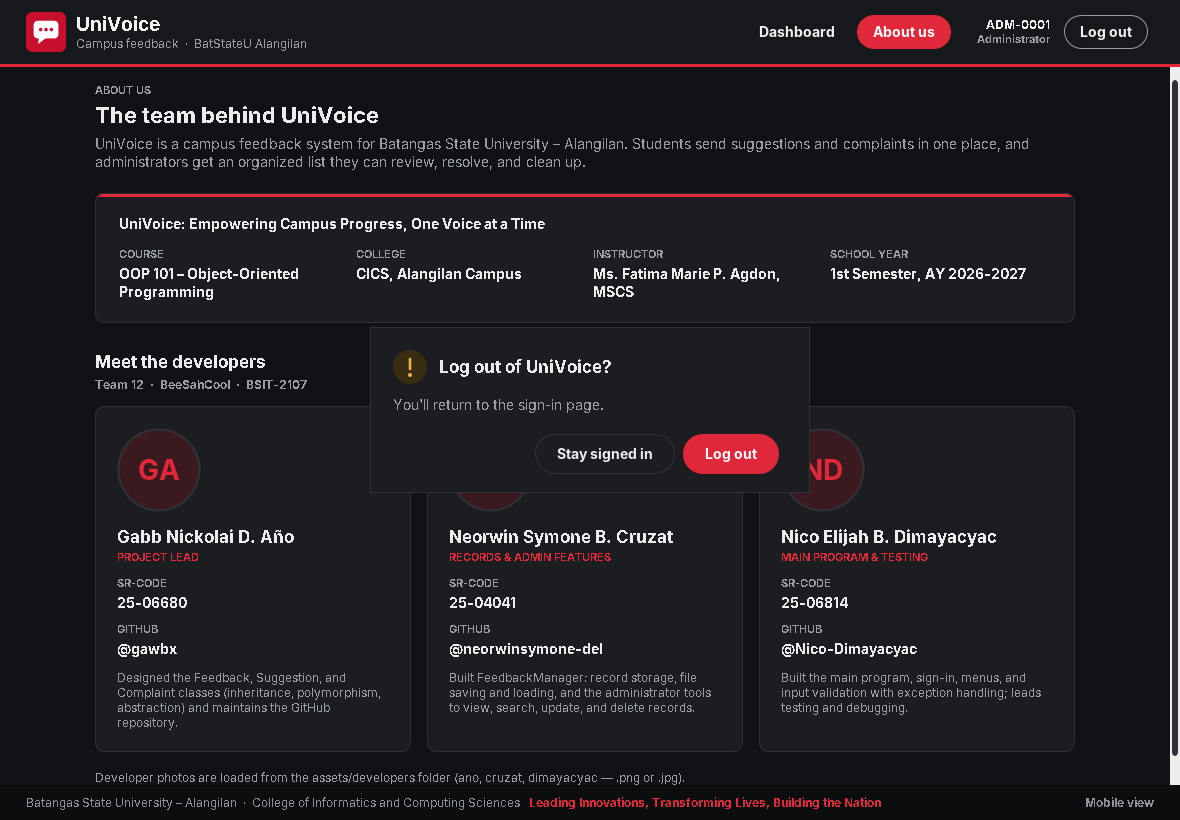 UniVoice
Campus feedback · BatStateU Alangilan
Dashboard
About us
ADM-0001
Administrator
Log out
ABOUT US
The team behind UniVoice
UniVoice is a campus feedback system for Batangas State University – Alangilan. Students send suggestions and complaints in one place, and
administrators get an organized list they can review, resolve, and clean up.
UniVoice: Empowering Campus Progress, One Voice at a Time
COURSE
OOP 101 – Object-Oriented
Programming
COLLEGE
CICS, Alangilan Campus
INSTRUCTOR
Ms. Fatima Marie P. Agdon,
MSCS
SCHOOL YEAR
1st Semester, AY 2026-2027
Meet the developers
Team 12 · BeeSahCool · BSIT-2107
!
Log out of UniVoice?
You'll return to the sign-in page.
Stay signed in
Log out
GA
Gabb Nickolai D. Año
PROJECT LEAD
SR-CODE
25-06680
GITHUB
@gawbx
Designed the Feedback, Suggestion, and
Complaint classes (inheritance, polymorphism,
abstraction) and maintains the GitHub
repository.
Neorwin Symone B. Cruzat
RECORDS & ADMIN FEATURES
SR-CODE
25-04041
GITHUB
@neorwinsymone-del
Built FeedbackManager: record storage, file
saving and loading, and the administrator tools
to view, search, update, and delete records.
ND
Nico Elijah B. Dimayacyac
MAIN PROGRAM & TESTING
SR-CODE
25-06814
GITHUB
@Nico-Dimayacyac
Built the main program, sign-in, menus, and
input validation with exception handling; leads
testing and debugging.
Developer photos are loaded from the assets/developers folder (ano, cruzat, dimayacyac — .png or .jpg).
Batangas State University – Alangilan · College of Informatics and Computing Sciences Leading Innovations, Transforming Lives, Building the Nation
Mobile view